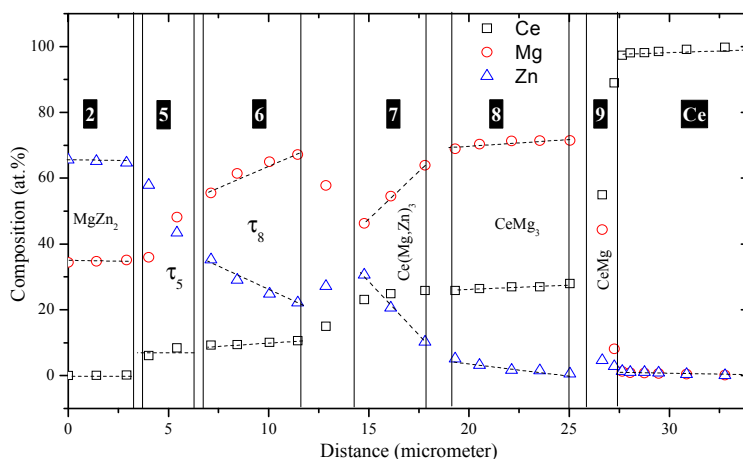 Ce
Mg
Zn
2
5
6
7
8
9
Ce
MgZn₂
τ₅
τ₈
Ce(Mg,Zn)₃
CeMg₃
CeMg
100
80
60
40
20
0
Composition (at.%)
0 5 10 15 20 25 30
Distance (micrometer)